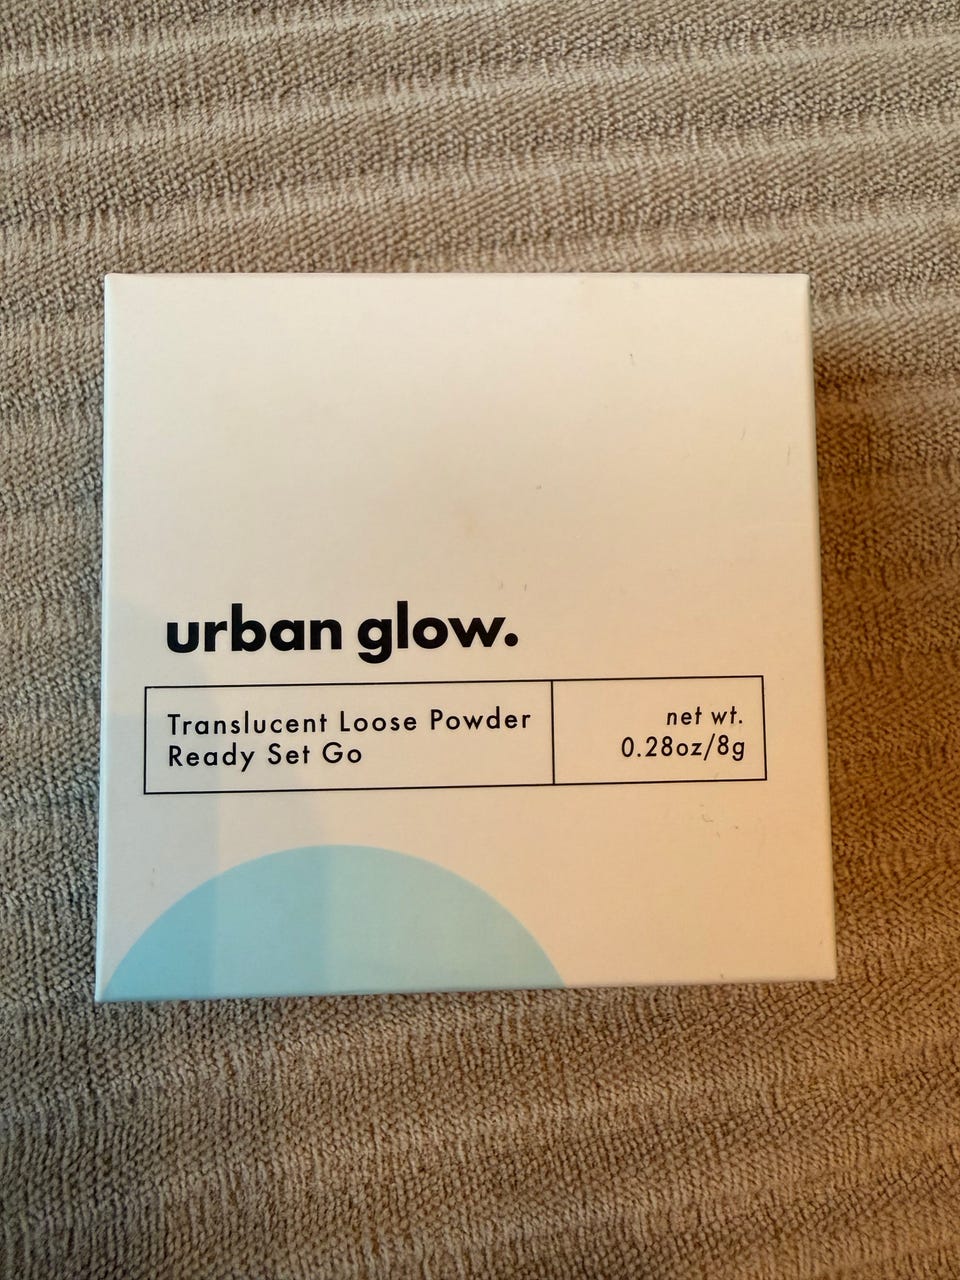 urban glow.
Translucent Loose Powder
Ready Set Go
net wt.
0.28oz/8g